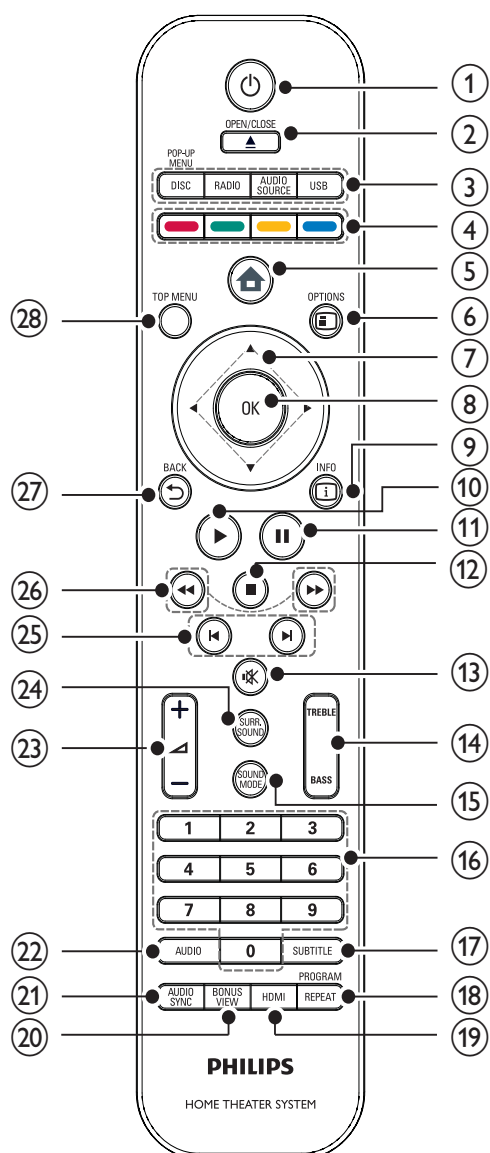 1
OPEN/CLOSE
2
POP-UP
MENU
DISC RADIO AUDIO SOURCE USB
3
4
5
TOP MENU OPTIONS
28
6
7
OK
8
9
BACK INFO
27
10
11
12
26
25
13
24
SURR. SOUND
+
TREBLE
23
14
−
BASS
SOUND MODE
15
1 2 3
4 5 6
16
7 8 9
22
AUDIO 0 SUBTITLE
17
PROGRAM
21
AUDIO SYNC BONUS VIEW HDMI REPEAT
18
20
19
PHILIPS
HOME THEATER SYSTEM